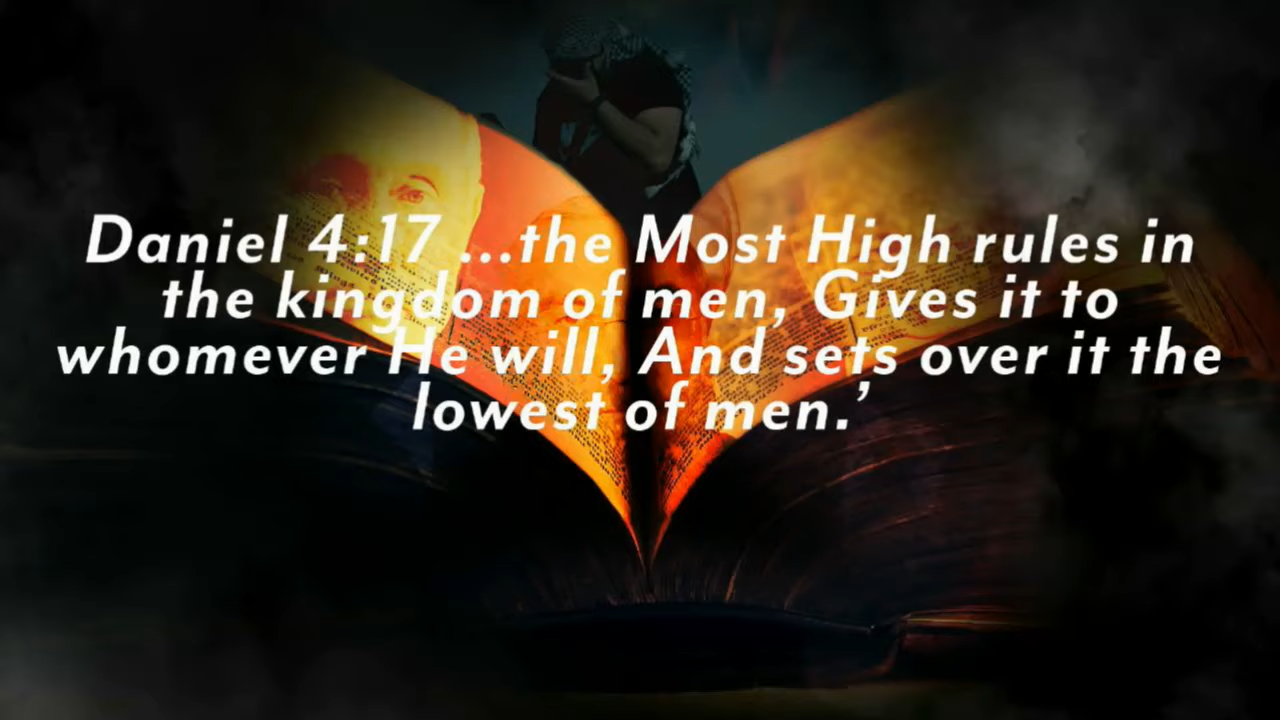 Daniel 4:17 ...the Most High rules in
the kingdom of men, Gives it to
whomever He will, And sets over it the
lowest of men.’